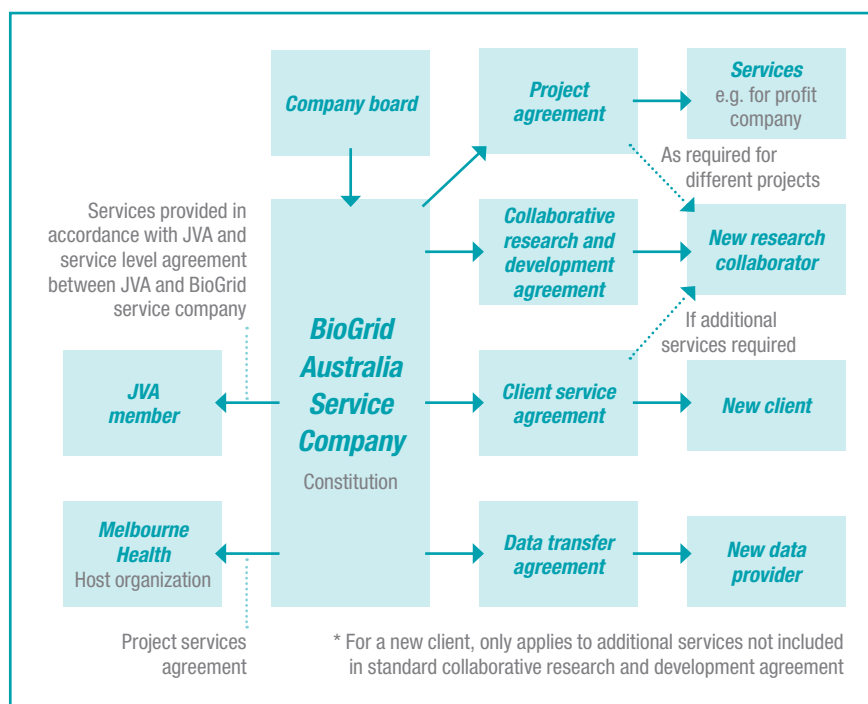 Company board
Project
agreement
Services
e.g. for profit
company
As required for
different projects
Services provided in
accordance with JVA and
service level agreement
between JVA and BioGrid
service company
Collaborative
research and
development
agreement
New research
collaborator
BioGrid
Australia
Service
Company
Constitution
If additional
services required
JVA
member
Client service
agreement
New client
Melbourne
Health
Host organization
Data transfer
agreement
New data
provider
Project services
agreement
* For a new client, only applies to additional services not included
in standard collaborative research and development agreement